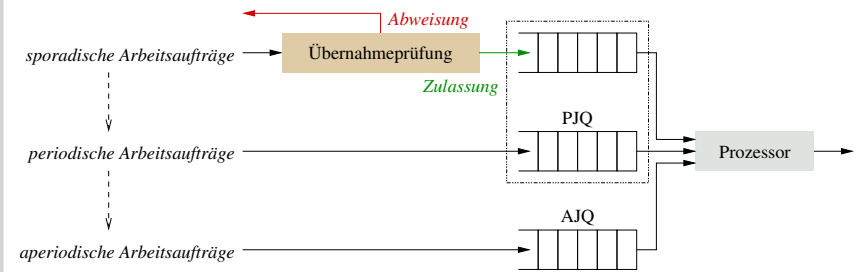 Abweisung
sporadische Arbeitsaufträge
Übernahmeprüfung
Zulassung
PJQ
periodische Arbeitsaufträge
Prozessor
AJQ
aperiodische Arbeitsaufträge